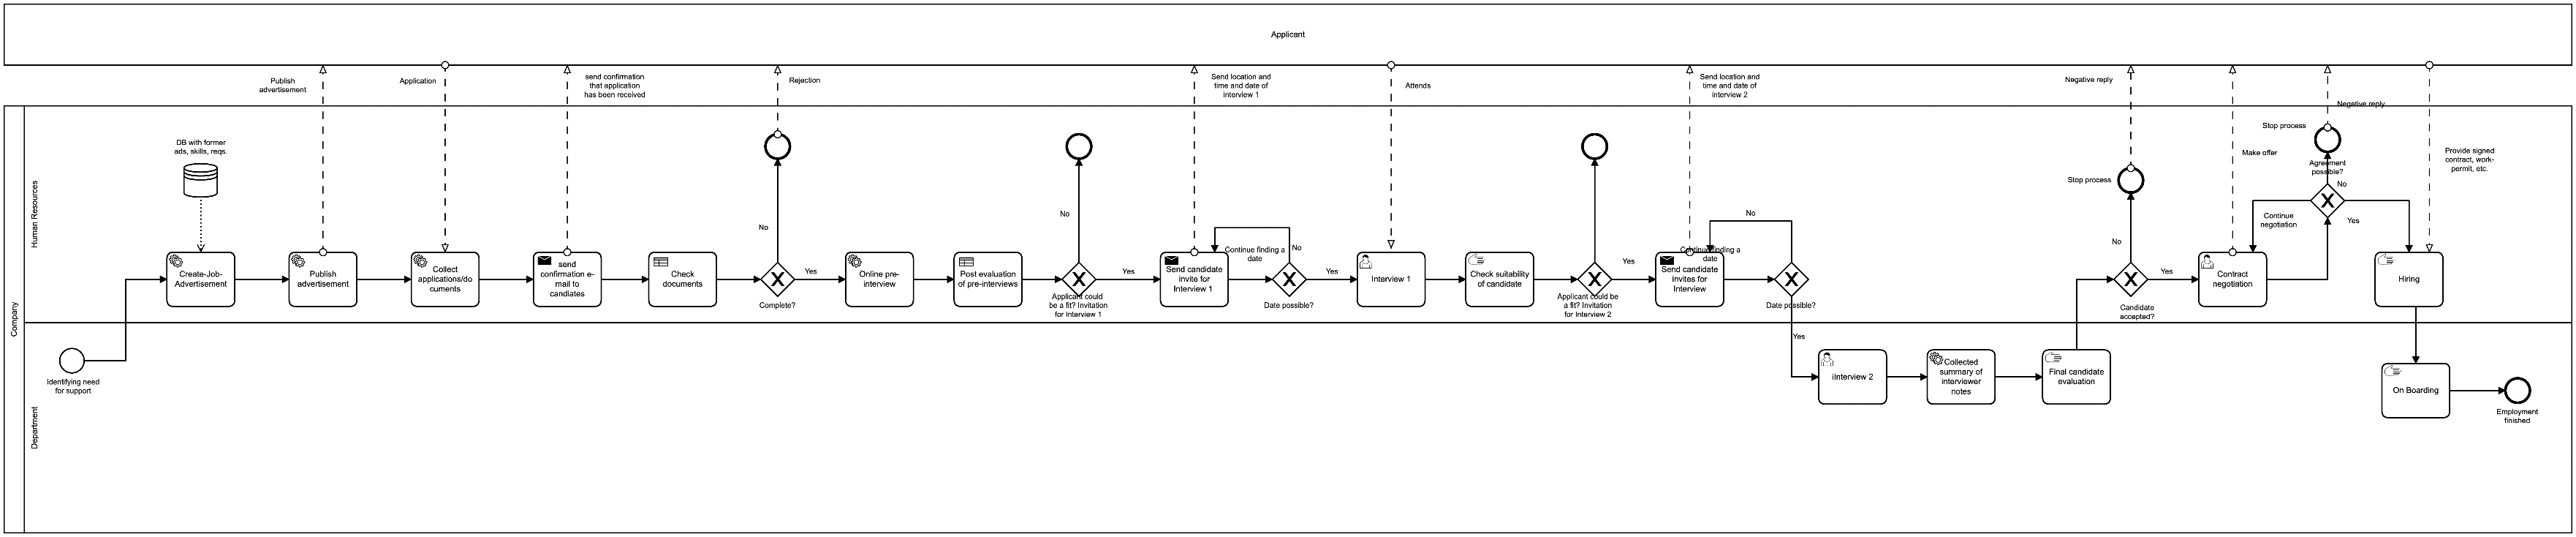 Applicant
Publish
advertisement
Application
send confirmation
that application
has been received
Rejection
Send location and
time and date of
interview 1
Attends
Send location and
time and date of
interview 2
Negative reply
Negative reply
Company
Human Resources
DB with former
ads, skills, reqs.
Stop process
Stop process
Make offer
Agreement
possible?
No
Provide signed
contract, work-
permit, etc.
Create-Job-
Advertisement
Publish
advertisement
Collect
applications/do
cuments
send
confirmation e-
mail to
candiates
Check
documents
No
Yes
Complete?
Online pre-
interview
Post evaluation
of pre-interviews
No
Yes
Applicant could
be a fit? Invitation
for Interview 1
Send candidate
invite for
Interview 1
Continue finding a
date
No
Yes
Date possible?
Interview 1
Check suitability
of candidate
Yes
Applicant could be
a fit? Invitation
for Interview 2
Continue finding a
date
Send candidate
invites for
Interview
No
Date possible?
Yes
No
Yes
Candidate
accepted?
Contract
negotiation
Continue
negotiation
Yes
Hiring
Department
Identifying need
for support
iInterview 2
Collected
summary of
interviewer
notes
Final candidate
evaluation
On Boarding
Employment
finished